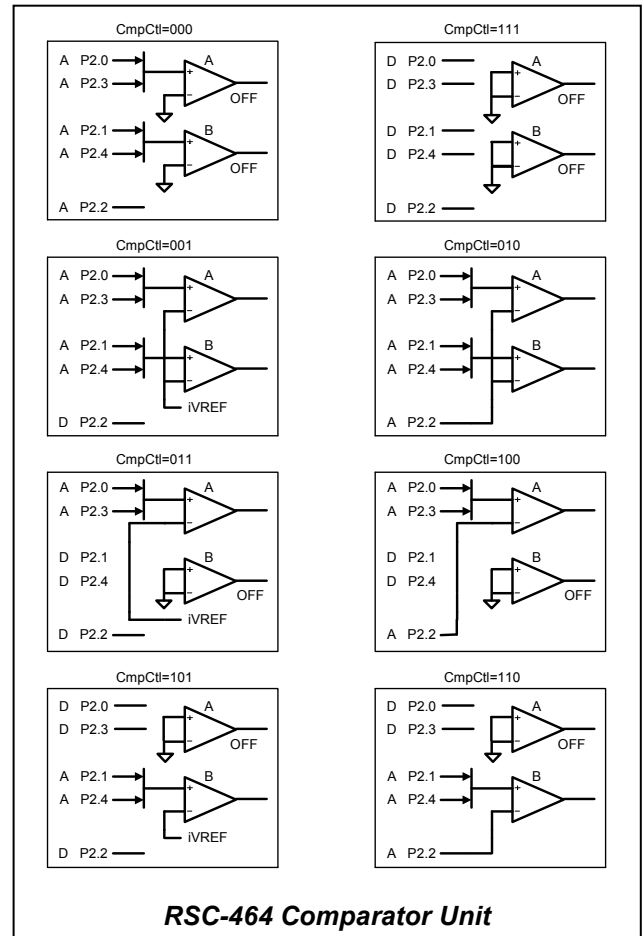 CmpCtl=000
A P2.0
A P2.3
A P2.1
A P2.4
A P2.2
A
+
−
OFF
B
+
−
OFF
CmpCtl=111
D P2.0
D P2.3
D P2.1
D P2.4
D P2.2
A
+
−
OFF
B
+
−
OFF
CmpCtl=001
A P2.0
A P2.3
A P2.1
A P2.4
D P2.2
A
+
−
B
+
−
iVREF
CmpCtl=010
A P2.0
A P2.3
A P2.1
A P2.4
A P2.2
A
+
−
B
+
−
CmpCtl=011
A P2.0
A P2.3
D P2.1
D P2.4
D P2.2
A
+
−
B
+
−
OFF
iVREF
CmpCtl=100
A P2.0
A P2.3
D P2.1
D P2.4
A P2.2
A
+
−
B
+
−
OFF
CmpCtl=101
D P2.0
D P2.3
A P2.1
A P2.4
D P2.2
A
+
−
OFF
B
+
−
iVREF
CmpCtl=110
D P2.0
D P2.3
A P2.1
A P2.4
A P2.2
A
+
−
OFF
B
+
−
RSC-464 Comparator Unit